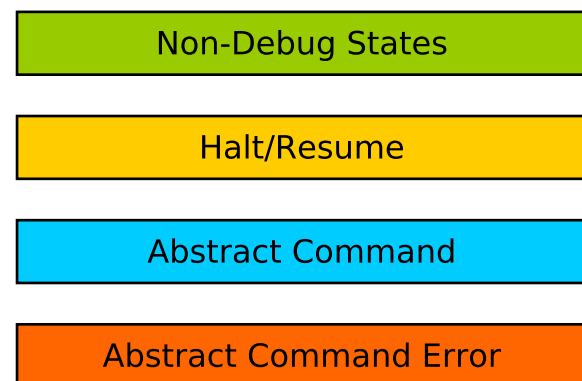 Non-Debug States
Halt/Resume
Abstract Command
Abstract Command Error